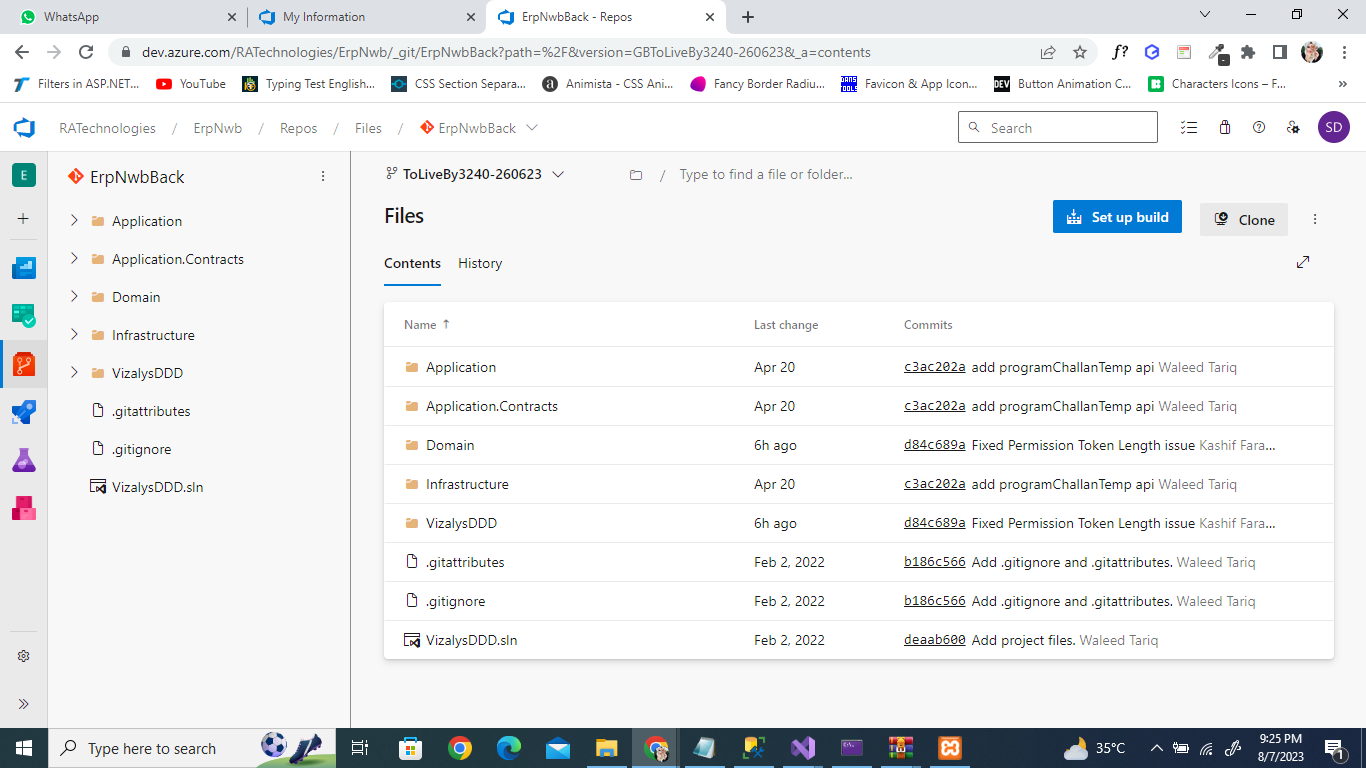 WhatsApp
My Information
ErpNwbBack - Repos
dev.azure.com/RATechnologies/ErpNwb/_git/ErpNwbBack?path=%2F&version=GBToLiveBy3240-260623&_a=contents
f?
Filters in ASP.NET...
YouTube
Typing Test English...
CSS Section Separa...
a
Animista - CSS Ani...
Fancy Border Radiu...
DANS TOOLS
Favicon & App Icon...
DEV
Button Animation C...
Characters Icons – F...
»
RATechnologies / ErpNwb / Repos / Files / ErpNwbBack
Search
SD
E
ErpNwbBack
Application
Application.Contracts
Domain
Infrastructure
VizalysDDD
.gitattributes
.gitignore
VizalysDDD.sln
ToLiveBy3240-260623
/ Type to find a file or folder...
Files
Set up build
Clone
Contents
History
Name ↑ Last change Commits
Application Apr 20 c3ac202a add programChallanTemp api Waleed Tariq
Application.Contracts Apr 20 c3ac202a add programChallanTemp api Waleed Tariq
Domain 6h ago d84c689a Fixed Permission Token Length issue Kashif Fara...
Infrastructure Apr 20 c3ac202a add programChallanTemp api Waleed Tariq
VizalysDDD 6h ago d84c689a Fixed Permission Token Length issue Kashif Fara...
.gitattributes Feb 2, 2022 b186c566 Add .gitignore and .gitattributes. Waleed Tariq
.gitignore Feb 2, 2022 b186c566 Add .gitignore and .gitattributes. Waleed Tariq
VizalysDDD.sln Feb 2, 2022 deaab600 Add project files. Waleed Tariq
Type here to search
35°C
9:25 PM
8/7/2023
1